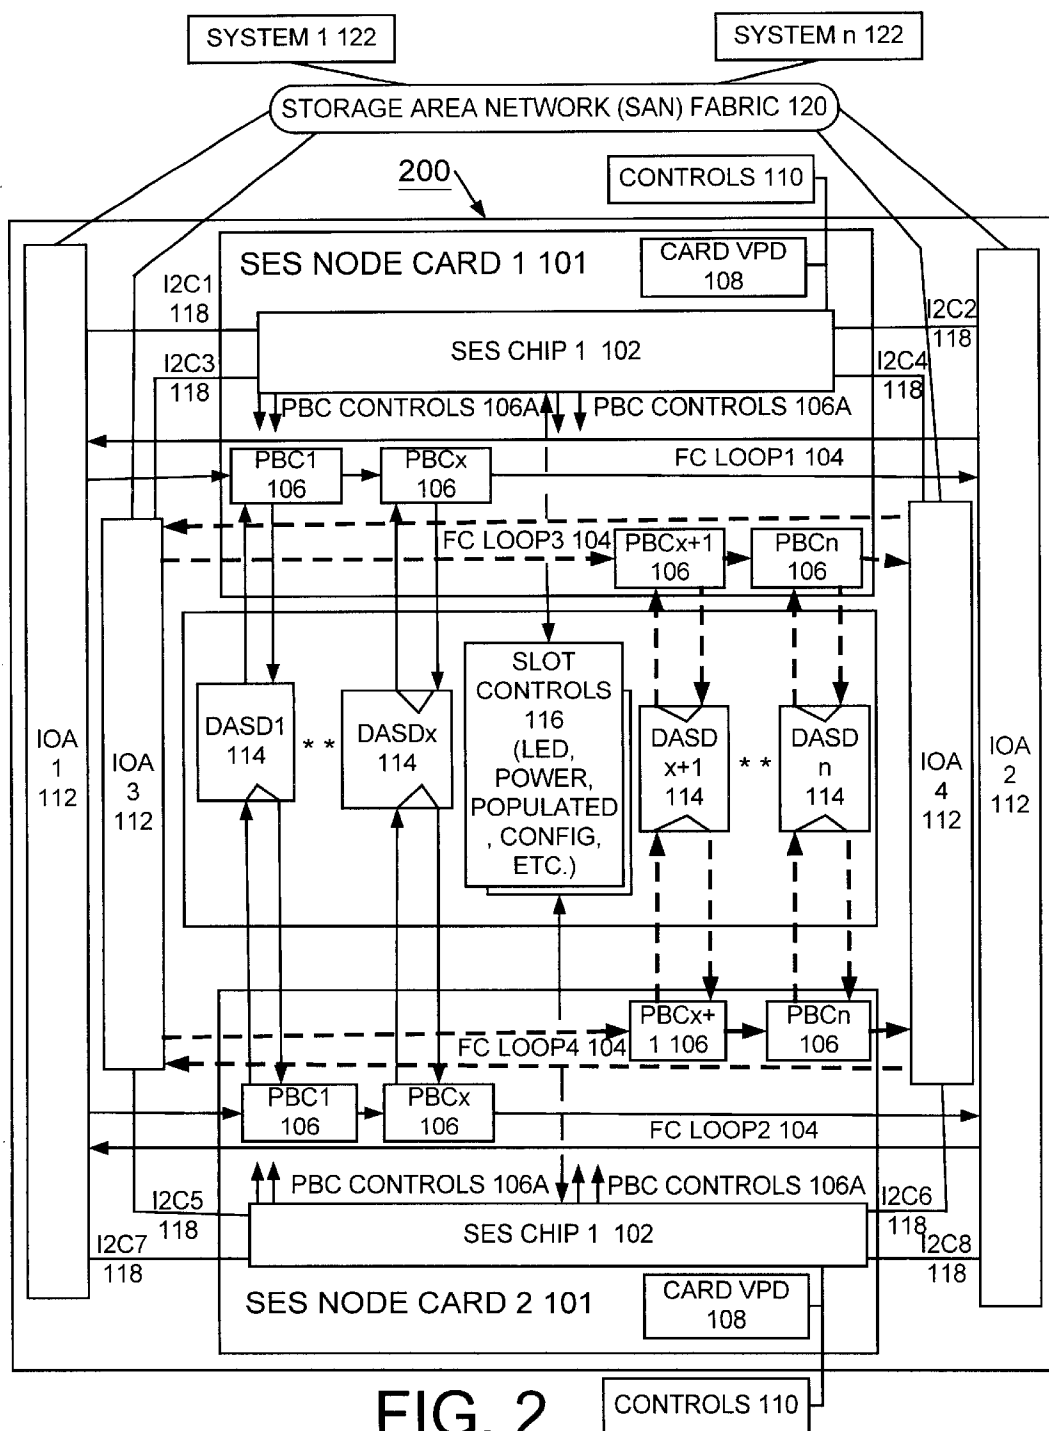 SYSTEM 1 122
SYSTEM n 122
STORAGE AREA NETWORK (SAN) FABRIC 120
200
CONTROLS 110
SES NODE CARD 1 101
CARD VPD
108
I2C1
118
I2C2
118
SES CHIP 1 102
I2C3
118
I2C4
118
PBC CONTROLS 106A
PBC CONTROLS 106A
PBC1
106
PBCx
106
FC LOOP1 104
FC LOOP3 104
PBCx+1
106
PBCn
106
IOA
1
112
IOA
3
112
DASD1
114
* *
DASDx
114
SLOT
CONTROLS
116
(LED,
POWER,
POPULATED
, CONFIG,
ETC.)
DASD
x+1
114
* *
DASD
n
114
IOA
4
112
IOA
2
112
FC LOOP4 104
PBCx+
1 106
PBCn
106
PBC1
106
PBCx
106
FC LOOP2 104
PBC CONTROLS 106A
PBC CONTROLS 106A
I2C5
118
I2C6
118
SES CHIP 1 102
I2C7
118
I2C8
118
SES NODE CARD 2 101
CARD VPD
108
FIG. 2
CONTROLS 110